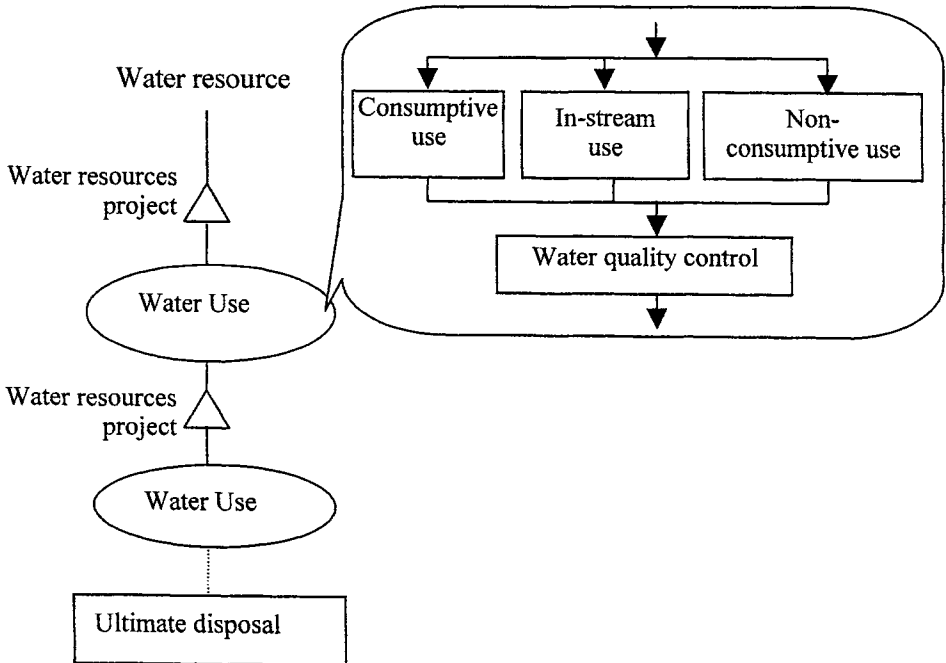 Water resource
Water resources
project
Water Use
Water resources
project
Water Use
Ultimate disposal
Consumptive
use
In-stream
use
Non-
consumptive use
Water quality control